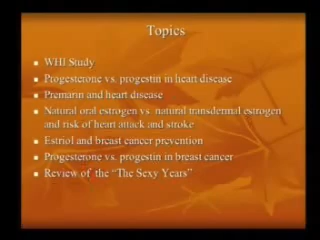 Topics
WHI Study
Progesterone vs. progestin in heart disease
Premarin and heart disease
Natural oral estrogen vs. natural transdermal estrogen
and risk of heart attack and stroke
Estriol and breast cancer prevention
Progesterone vs. progestin in breast cancer
Review of the “The Sexy Years”